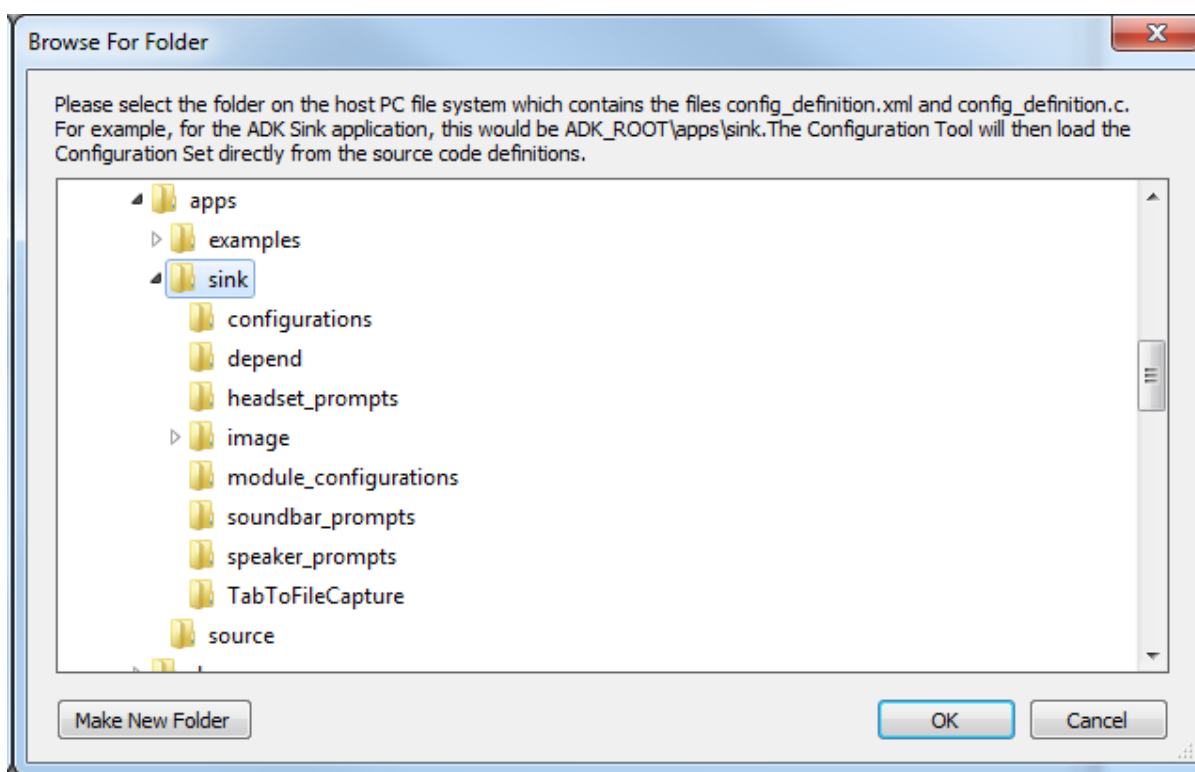 Browse For Folder
Please select the folder on the host PC file system which contains the files config_definition.xml and config_definition.c.
For example, for the ADK Sink application, this would be ADK_ROOT\apps\sink.The Configuration Tool will then load the
Configuration Set directly from the source code definitions.
apps
examples
sink
configurations
depend
headset_prompts
image
module_configurations
soundbar_prompts
speaker_prompts
TabToFileCapture
source
Make New Folder
OK
Cancel